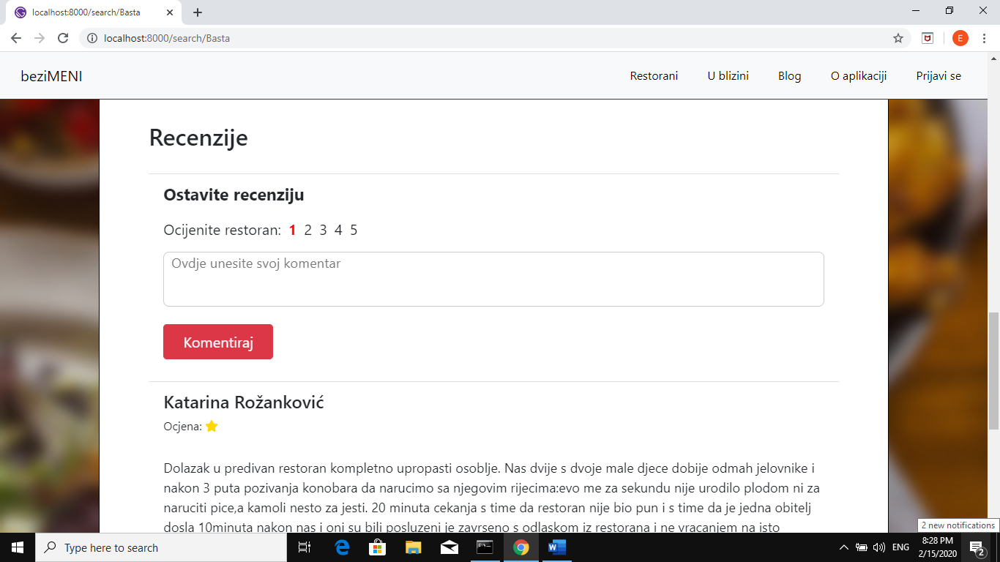 localhost:8000/search/Basta
localhost:8000/search/Basta
E
beziMENI
Restorani U blizini Blog O aplikaciji Prijavi se
Recenzije
Ostavite recenziju
Ocijenite restoran: 1 2 3 4 5
Ovdje unesite svoj komentar
Komentiraj
Katarina Rožanković
Ocjena:
Dolazak u predivan restoran kompletno upropasti osoblje. Nas dvije s dvoje male djece dobije odmah jelovnike i
nakon 3 puta pozivanja konobara da narucimo sa njegovim rijecima:evo me za sekundu nije urodilo plodom ni za
naruciti pice,a kamoli nesto za jesti. 20 minuta cekanja s time da restoran nije bio pun i s time da je jedna obitelj
dosla 10minuta nakon nas i oni su bili posluzeni je zavrseno s odlaskom iz restorana i ne vracanjem na isto
2 new notifications
Type here to search
ENG
8:28 PM
2/15/2020
2